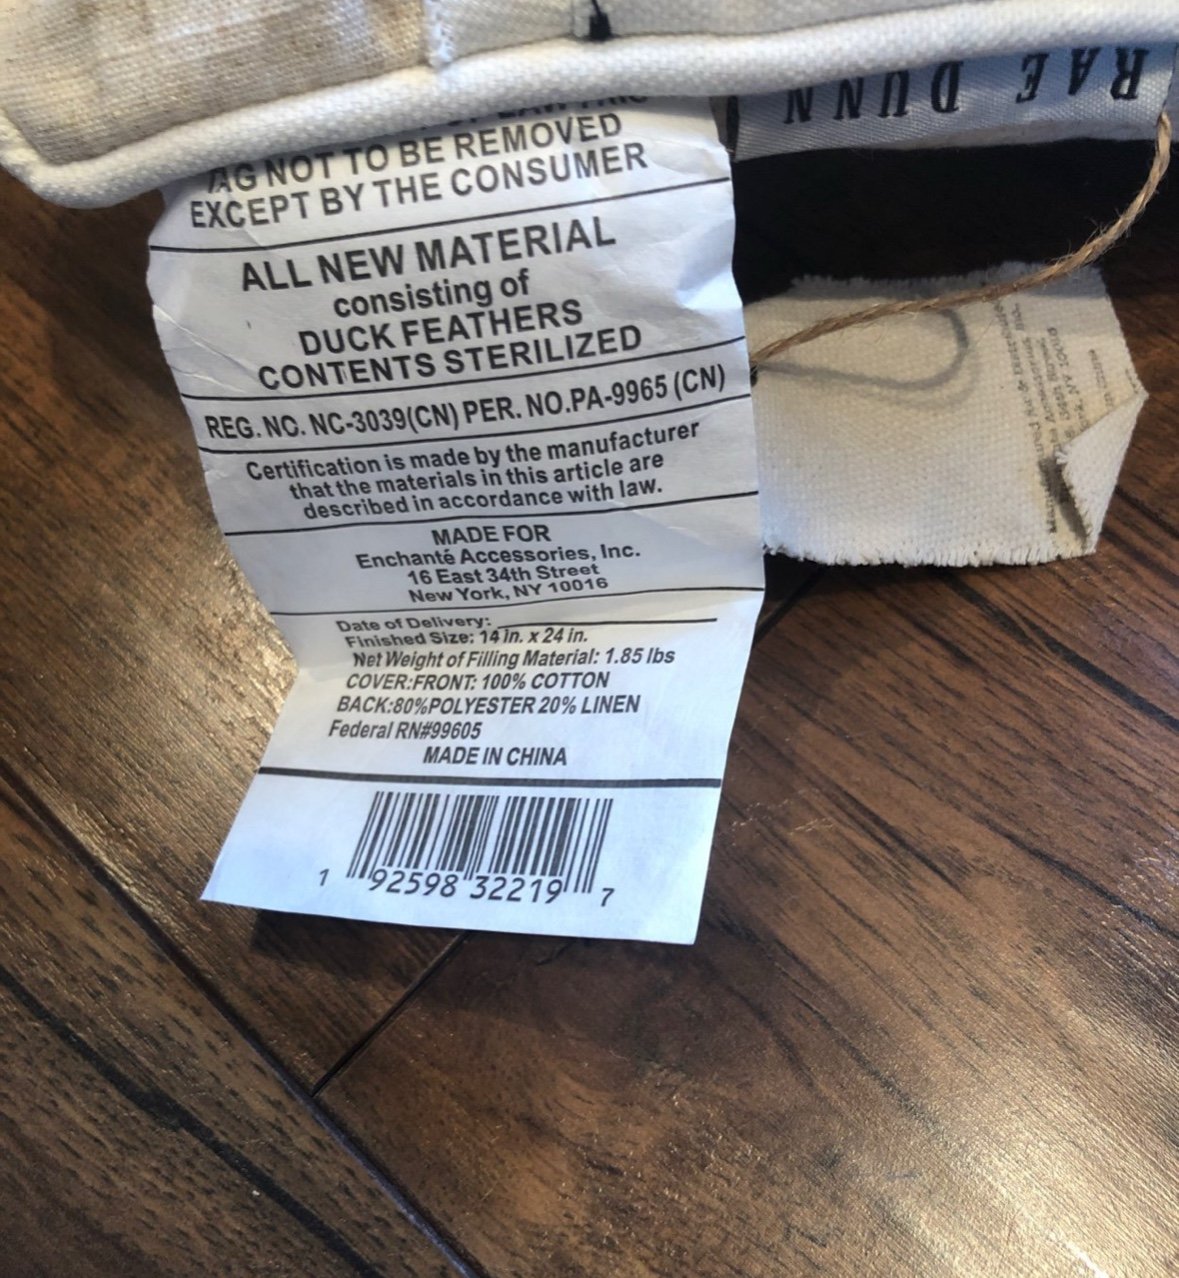 RAE DUNN
TAG NOT TO BE REMOVED
EXCEPT BY THE CONSUMER
ALL NEW MATERIAL
consisting of
DUCK FEATHERS
CONTENTS STERILIZED
REG. NO. NC-3039(CN) PER. NO.PA-9965 (CN)
Certification is made by the manufacturer
that the materials in this article are
described in accordance with law.
MADE FOR
Enchanté Accessories, Inc.
16 East 34th Street
New York, NY 10016
Date of Delivery:
Finished Size: 14 in. x 24 in.
Net Weight of Filling Material: 1.85 lbs
COVER:FRONT: 100% COTTON
BACK:80%POLYESTER 20% LINEN
Federal RN#99605
MADE IN CHINA
1 92598 32219 7